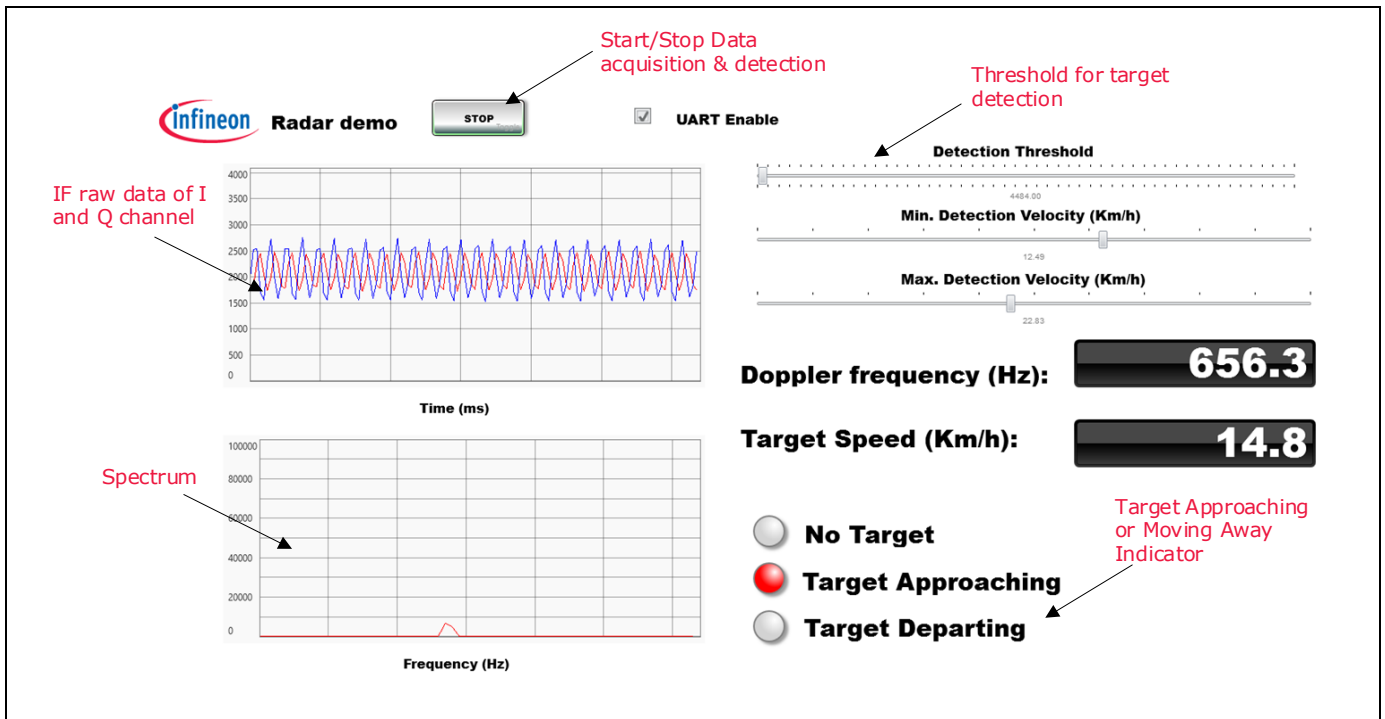 Start/Stop Data
acquisition & detection
Threshold for target
detection
infineon
Radar demo
STOP
UART Enable
Detection Threshold
4484.00
Min. Detection Velocity (Km/h)
12.49
Max. Detection Velocity (Km/h)
22.83
IF raw data of I
and Q channel
4000
3500
3000
2500
2000
1500
1000
500
0
Time (ms)
Doppler frequency (Hz):
656.3
Target Speed (Km/h):
14.8
Spectrum
100000
80000
60000
40000
20000
0
Frequency (Hz)
No Target
Target Approaching
Target Departing
Target Approaching
or Moving Away
Indicator